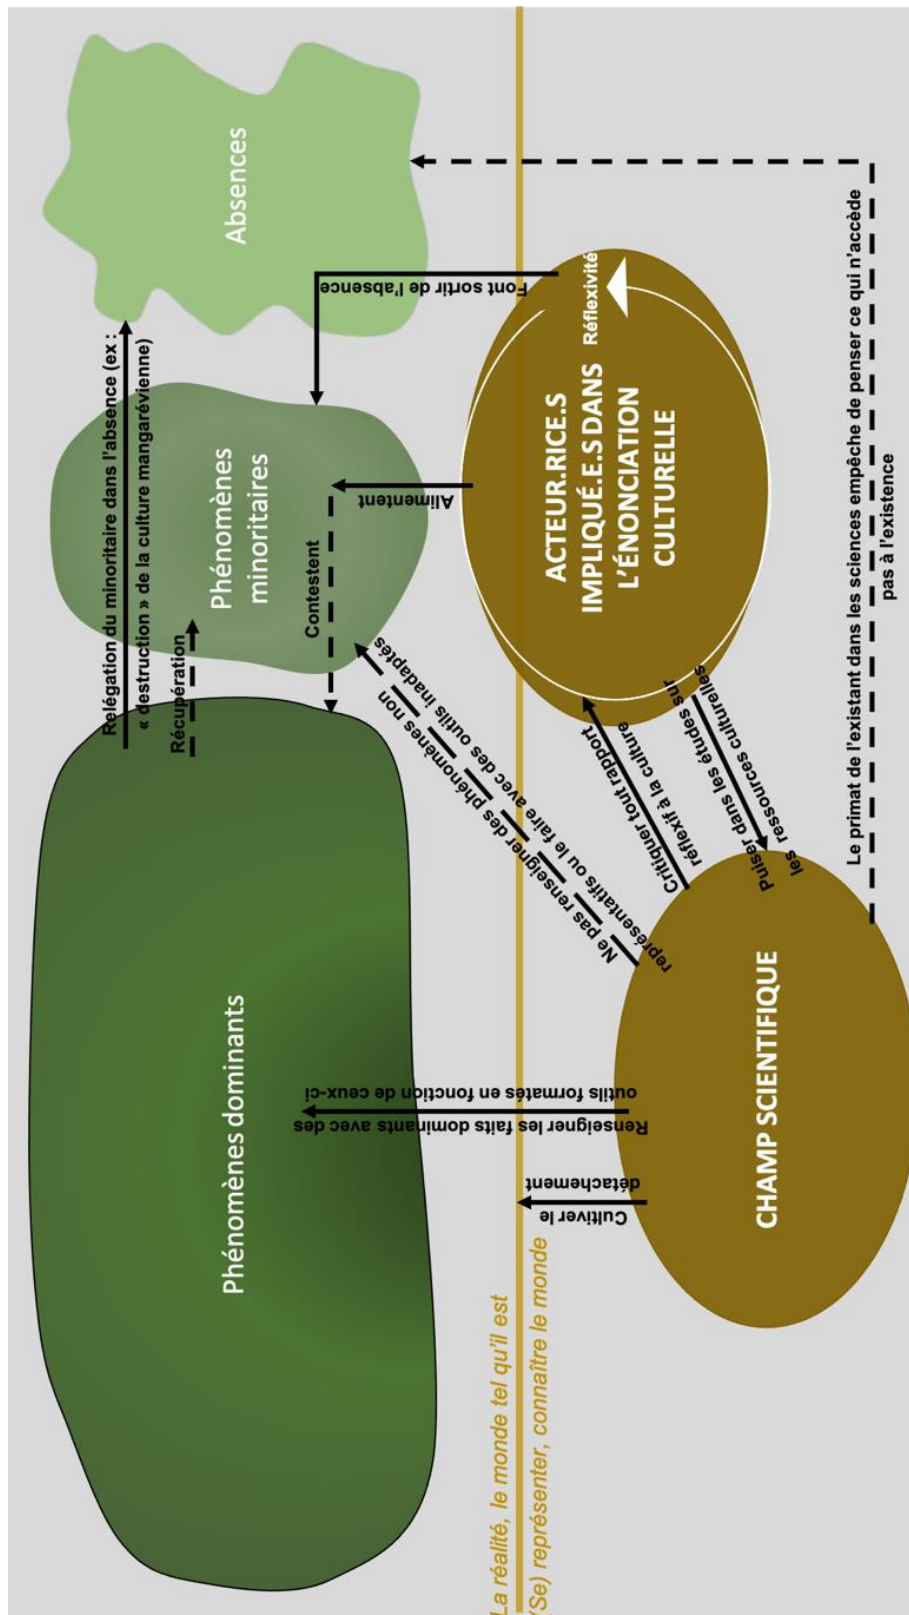 Phénomènes dominants
Relégation du minoritaire dans l'absence (ex :
« destruction » de la culture mangarévienne)
Récupération
Phénomènes
minoritaires
Contestent
Absences
Alimentent
Font sortir de l'absence
La réalité, le monde tel qu'il est
(Se) représenter, connaître le monde
Cultiver le
détachement
Renseigner les faits dominants avec des
outils formatés en fonction de ceux-ci
Ne pas renseigner des phénomènes non
représentatifs ou le faire avec des outils inadaptés
Critiquer tout rapport
réflexif à la culture
Puiser dans les études sur
les ressources culturelles
ACTEUR.RICE.S
IMPLIQUÉ.E.S DANS
L'ÉNONCIATION
CULTURELLE
Réflexivité
CHAMP SCIENTIFIQUE
Le primat de l'existant dans les sciences empêche de penser ce qui n'accède
pas à l'existence